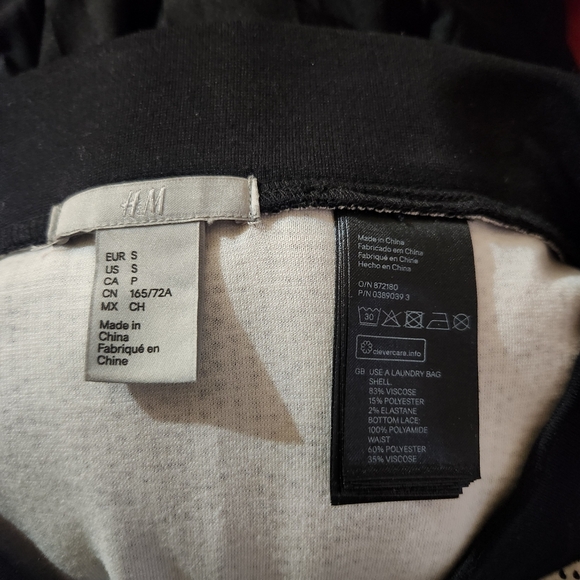 H&M
EUR S
US S
CA P
CN 165/72A
MX CH
Made in
China
Fabriqué en
Chine
Made in China
Fabricado em China
Fabriqué en Chine
Hecho en China
O/N 872180
P/N 0389039 3
30
clevercare.info
GB USE A LAUNDRY BAG
SHELL
83% VISCOSE
15% POLYESTER
2% ELASTANE
BOTTOM LACE:
100% POLYAMIDE
WAIST
60% POLYESTER
35% VISCOSE